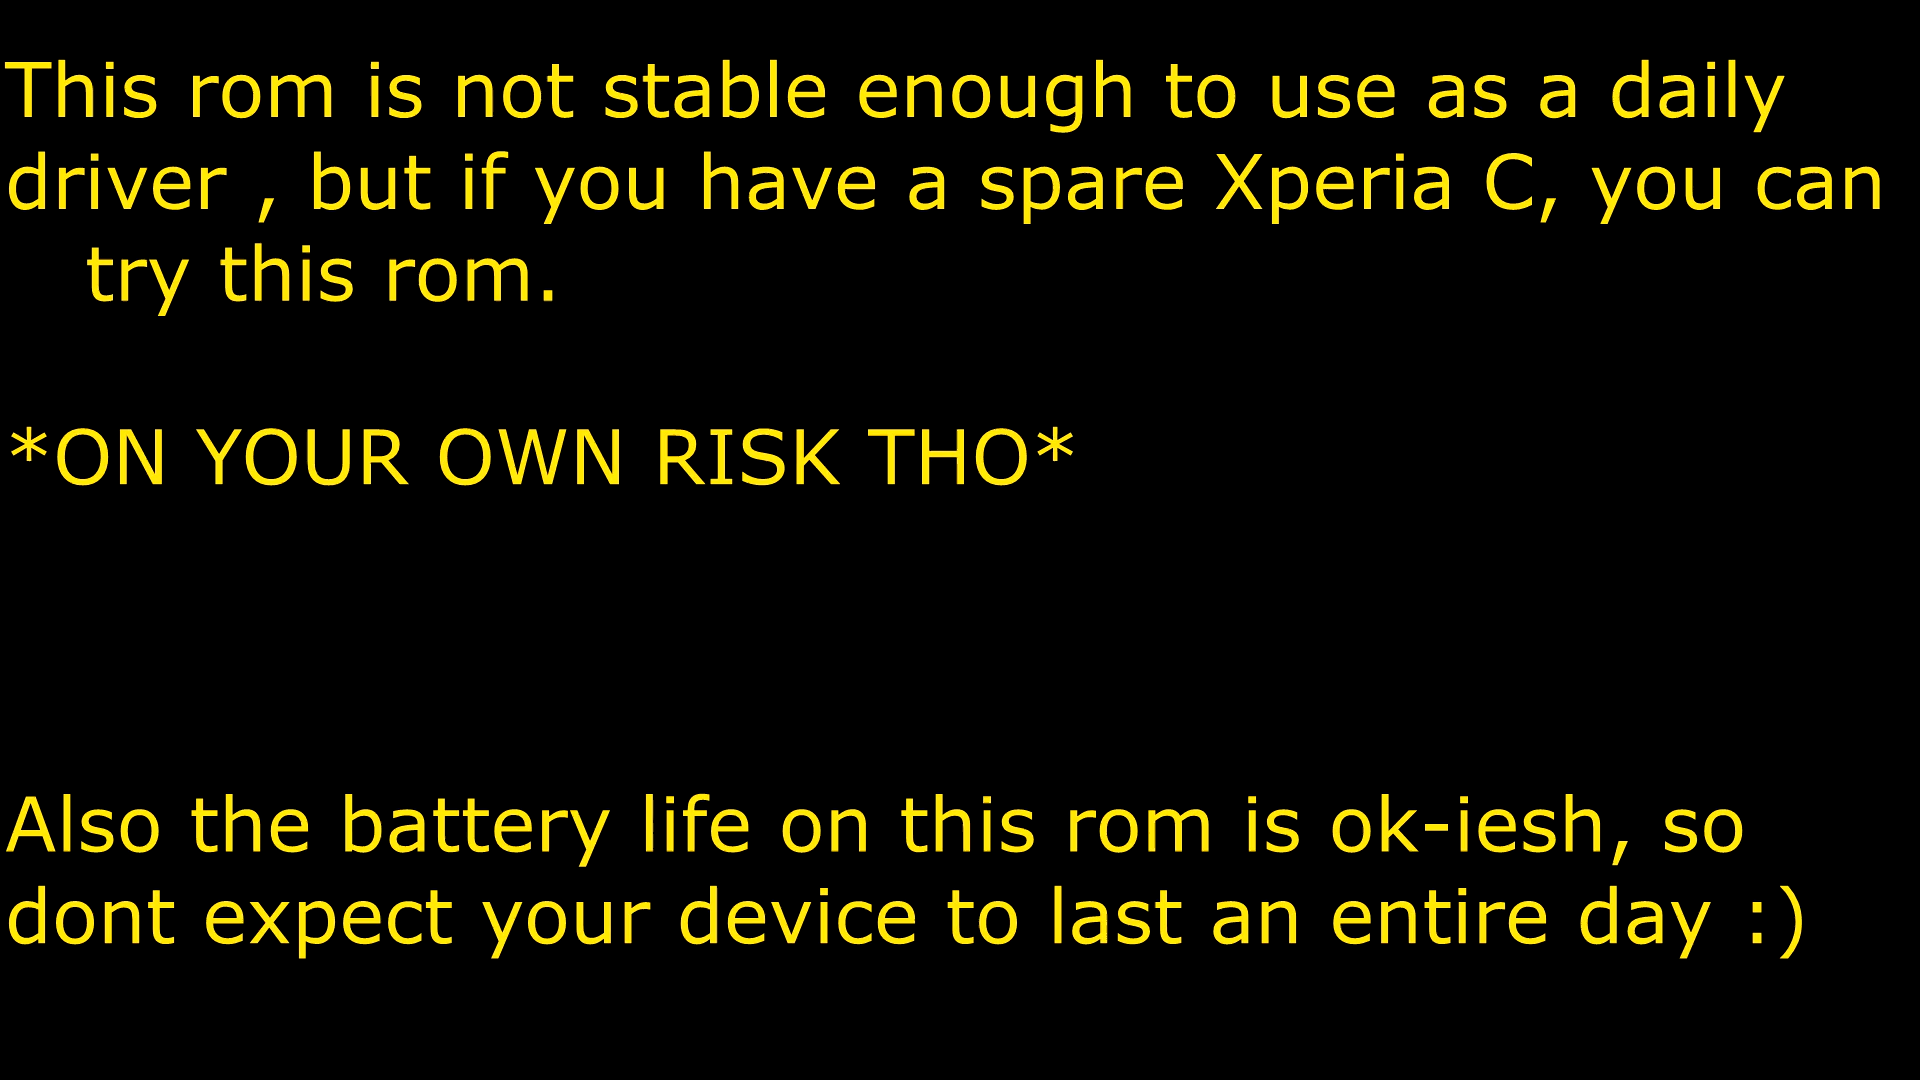 This rom is not stable enough to use as a daily
driver , but if you have a spare Xperia C, you can
try this rom.
*ON YOUR OWN RISK THO*
Also the battery life on this rom is ok-iesh, so
dont expect your device to last an entire day :)